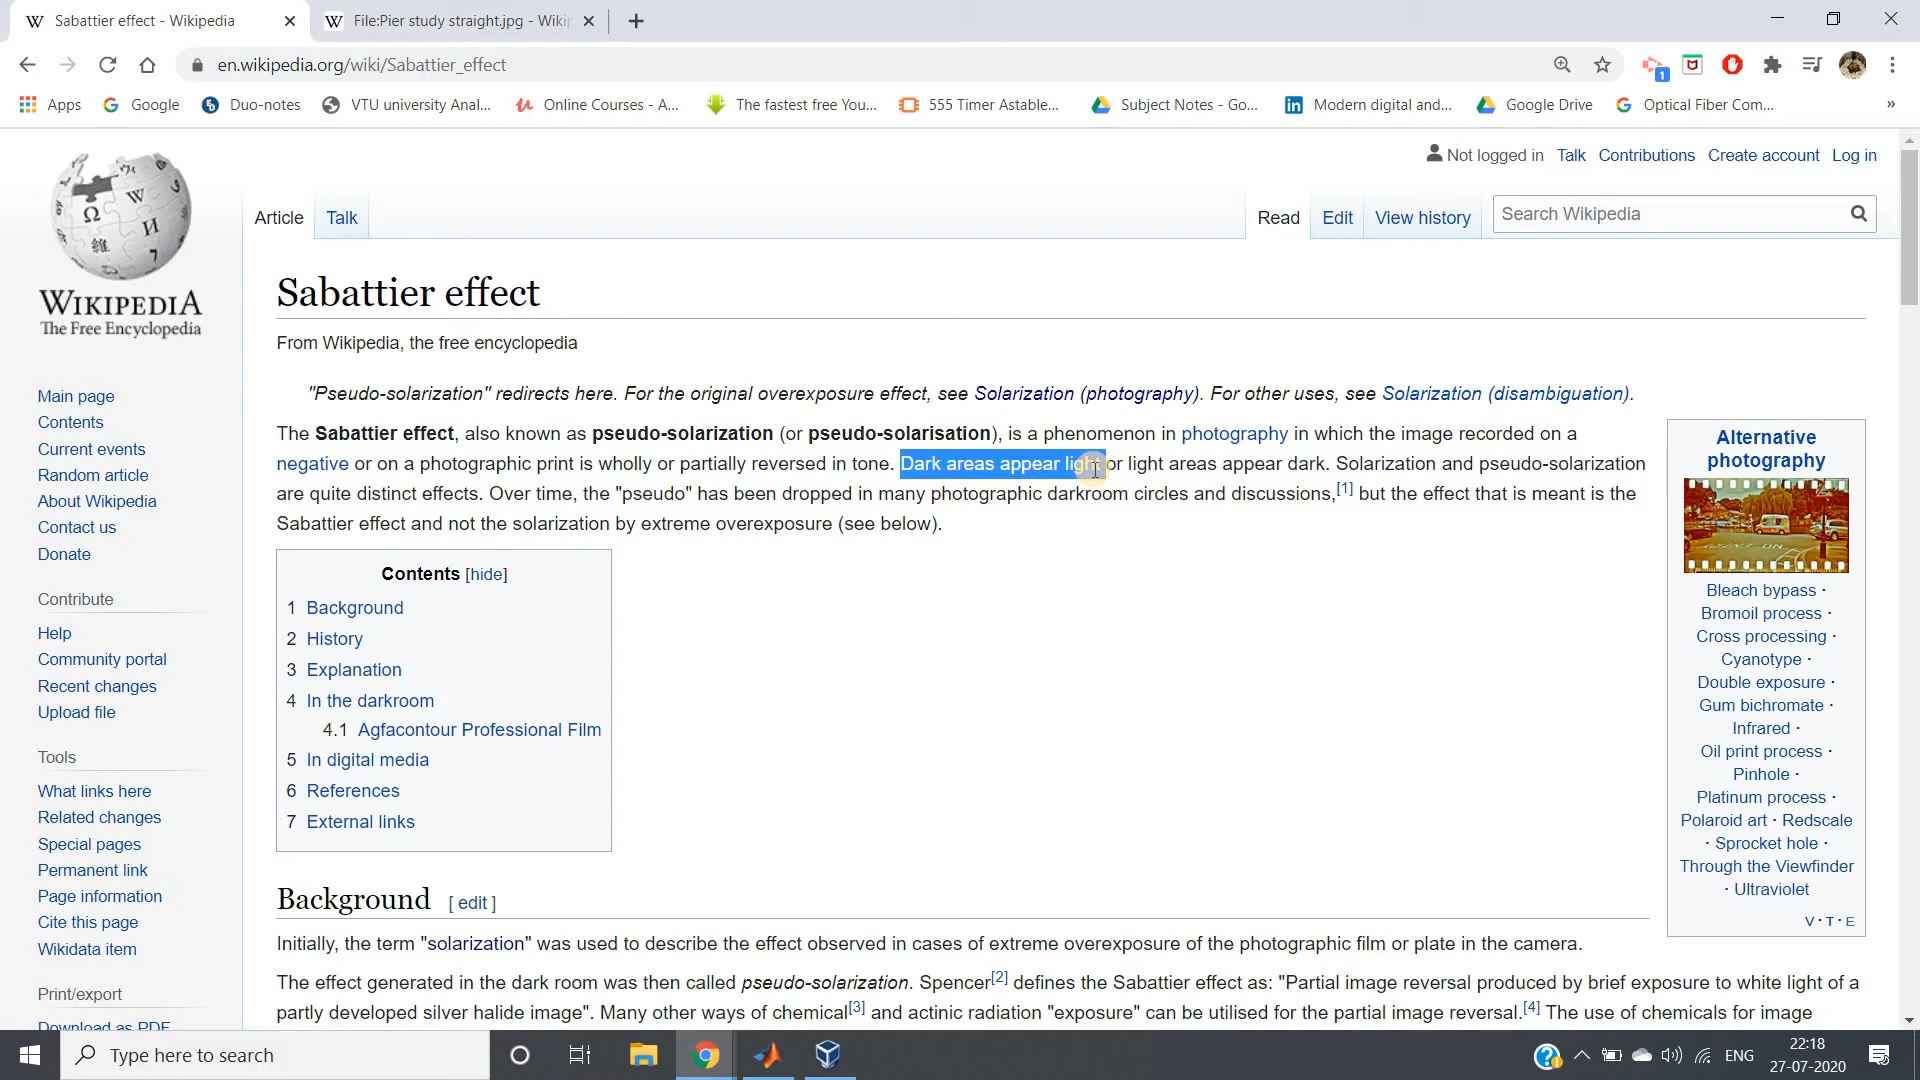 Sabattier effect - Wikipedia
File:Pier study straight.jpg - Wiki
en.wikipedia.org/wiki/Sabattier_effect
1
Apps
Google
Duo-notes
VTU university Anal...
Online Courses - A...
The fastest free You...
555 Timer Astable...
Subject Notes - Go...
Modern digital and...
Google Drive
Optical Fiber Com...
»
Not logged in Talk Contributions Create account Log in
Article Talk
Read Edit View history
Search Wikipedia
WIKIPEDIA
The Free Encyclopedia
Main page
Contents
Current events
Random article
About Wikipedia
Contact us
Donate
Contribute
Help
Community portal
Recent changes
Upload file
Tools
What links here
Related changes
Special pages
Permanent link
Page information
Cite this page
Wikidata item
Print/export
Download as PDF
Sabattier effect
From Wikipedia, the free encyclopedia
"Pseudo-solarization" redirects here. For the original overexposure effect, see Solarization (photography). For other uses, see Solarization (disambiguation).
The Sabattier effect, also known as pseudo-solarization (or pseudo-solarisation), is a phenomenon in photography in which the image recorded on a
negative or on a photographic print is wholly or partially reversed in tone. Dark areas appear light or light areas appear dark. Solarization and pseudo-solarization
are quite distinct effects. Over time, the "pseudo" has been dropped in many photographic darkroom circles and discussions,[1] but the effect that is meant is the
Sabattier effect and not the solarization by extreme overexposure (see below).
Contents [hide]
1 Background
2 History
3 Explanation
4 In the darkroom
4.1 Agfacontour Professional Film
5 In digital media
6 References
7 External links
Alternative
photography
Bleach bypass ·
Bromoil process ·
Cross processing ·
Cyanotype ·
Double exposure ·
Gum bichromate ·
Infrared ·
Oil print process ·
Pinhole ·
Platinum process ·
Polaroid art · Redscale
· Sprocket hole ·
Through the Viewfinder
· Ultraviolet
V · T · E
Background [ edit ]
Initially, the term "solarization" was used to describe the effect observed in cases of extreme overexposure of the photographic film or plate in the camera.
The effect generated in the dark room was then called pseudo-solarization. Spencer[2] defines the Sabattier effect as: "Partial image reversal produced by brief exposure to white light of a
partly developed silver halide image". Many other ways of chemical[3] and actinic radiation "exposure" can be utilised for the partial image reversal.[4] The use of chemicals for image
Type here to search
ENG
22:18
27-07-2020